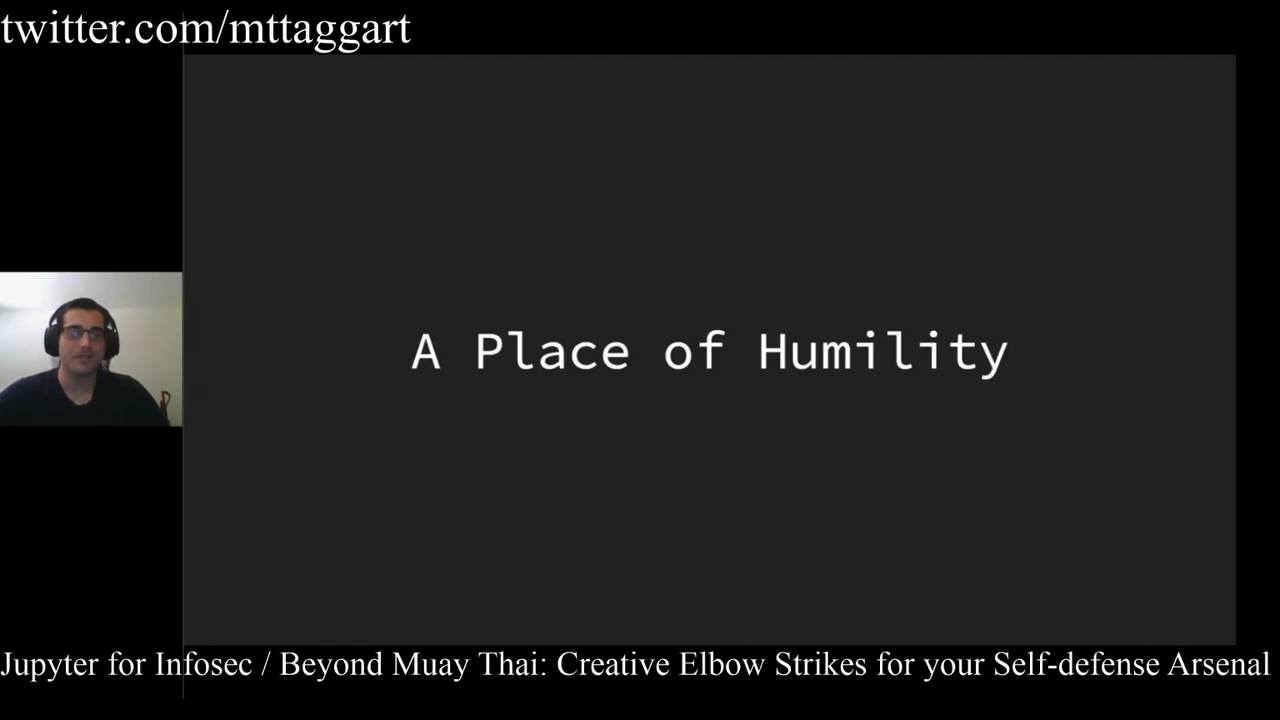 twitter.com/mttaggart
A Place of Humility
Jupyter for Infosec / Beyond Muay Thai: Creative Elbow Strikes for your Self-defense Arsenal